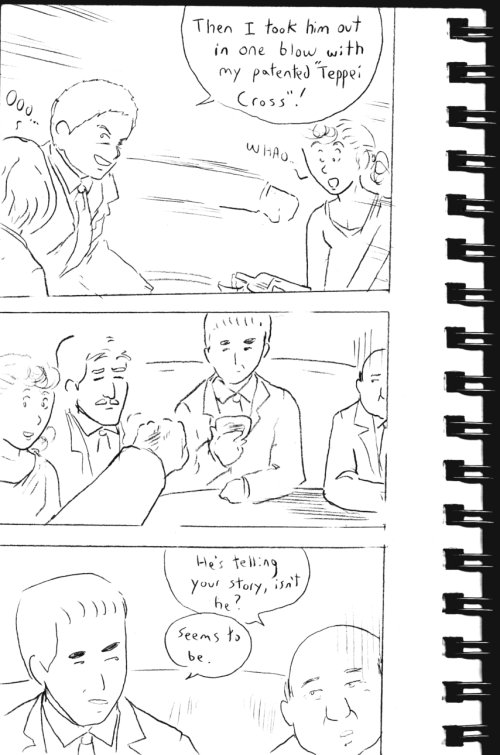 Then I took him out
in one blow with
my patented "Teppei
Cross"!
Ooo...
WHAO...
He's telling
your story, isn't
he?
seems to
be.